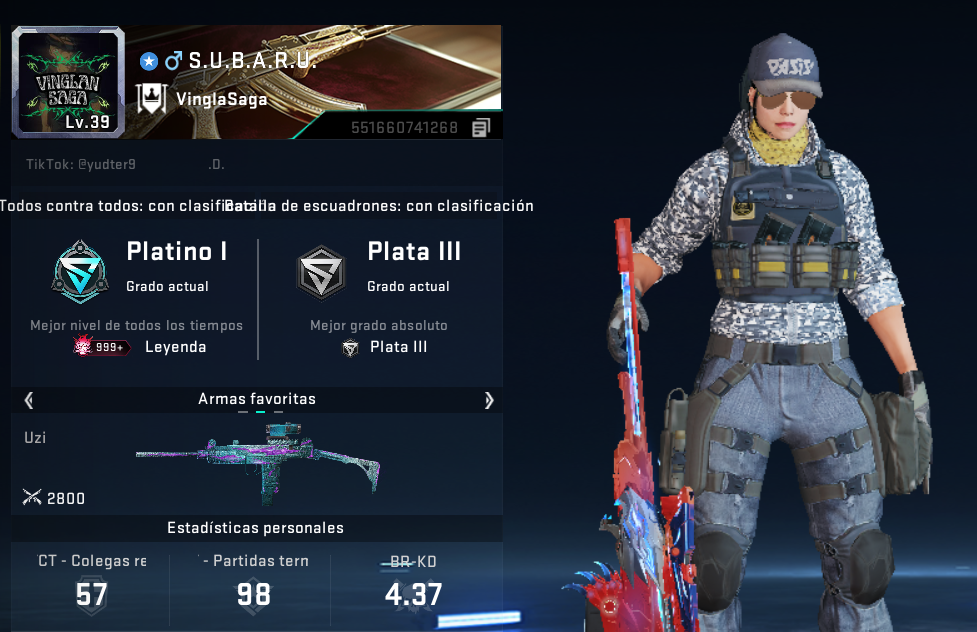 VINGLAN
SAGA
Lv.39
S.U.B.A.R.U.
VinglaSaga
551660741268
TikTok: @yudter9 .D.
Todos contra todos: con clasificación
Batalla de escuadrones: con clasificación
Platino I
Grado actual
Plata III
Grado actual
Mejor nivel de todos los tiempos
999+ Leyenda
Mejor grado absoluto
Plata III
Armas favoritas
Uzi
2800
Estadísticas personales
CT - Colegas re
- Partidas tern
BR-KD
57
98
4.37
OASIS